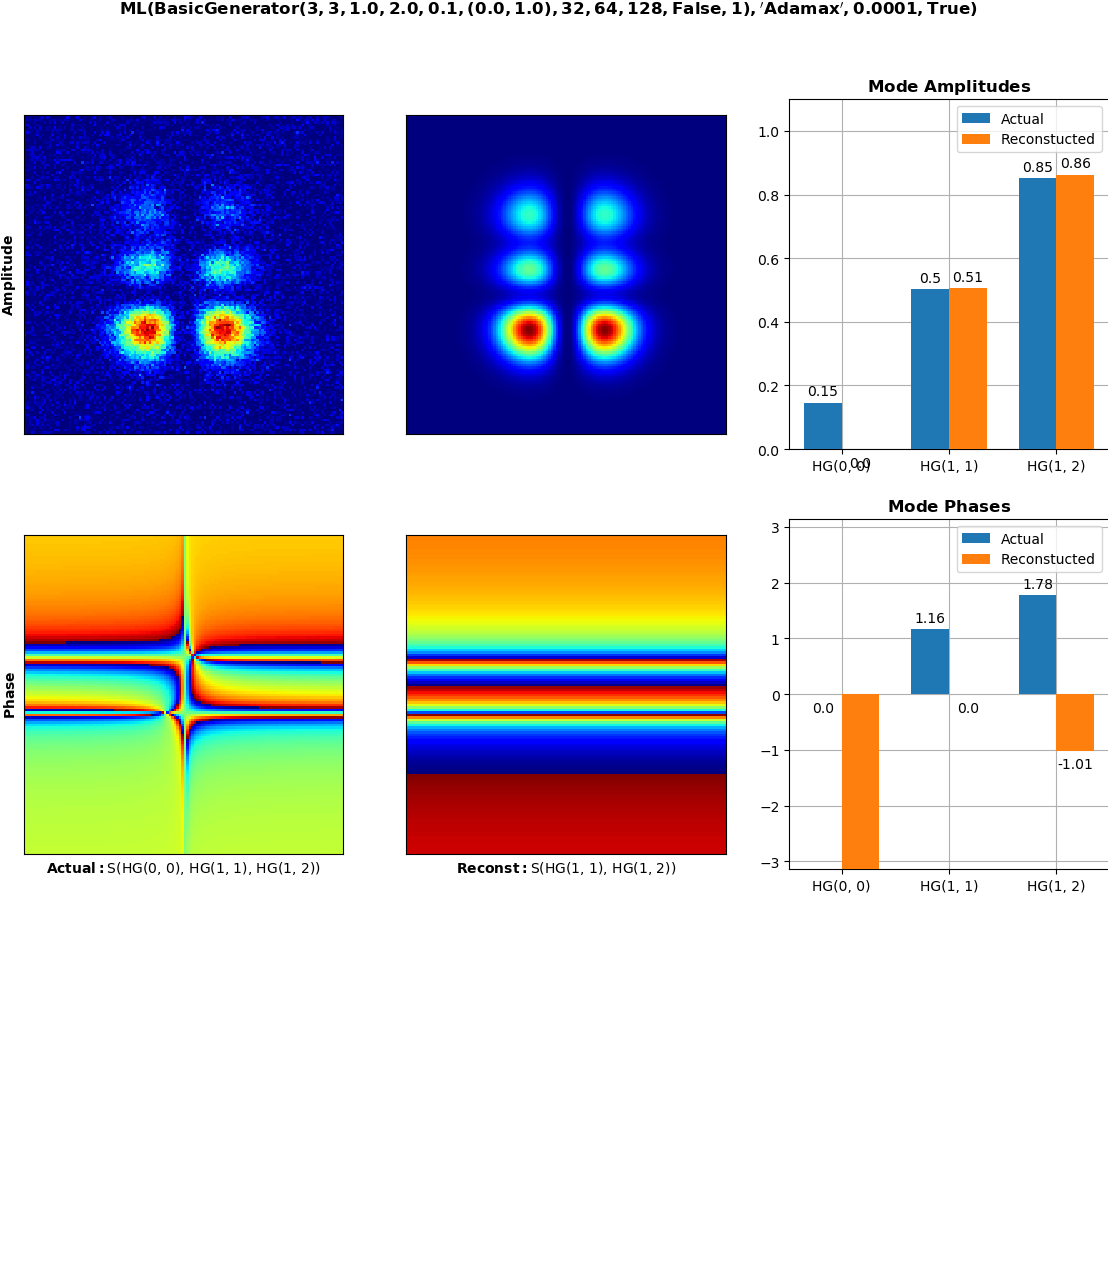 ML(BasicGenerator(3, 3, 1.0, 2.0, 0.1, (0.0, 1.0), 32, 64, 128, False, 1), 'Adamax', 0.0001, True)
Amplitude
Mode Amplitudes
Actual
Reconstucted
1.0
0.8
0.6
0.4
0.2
0.0
0.15
0.0
0.5
0.51
0.85
0.86
HG(0, 0)
HG(1, 1)
HG(1, 2)
Phase
Actual: S(HG(0, 0), HG(1, 1), HG(1, 2))
Reconst: S(HG(1, 1), HG(1, 2))
Mode Phases
Actual
Reconstucted
3
2
1
0
−1
−2
−3
0.0
1.16
0.0
1.78
-1.01
HG(0, 0)
HG(1, 1)
HG(1, 2)